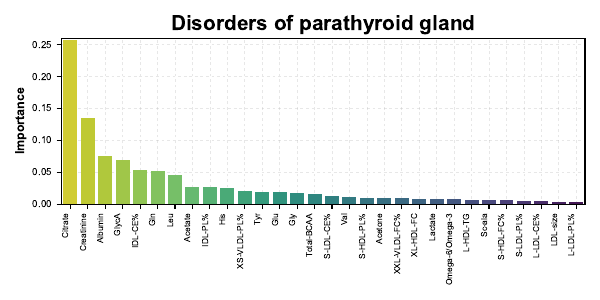 Disorders of parathyroid gland
Importance
0.25
0.20
0.15
0.10
0.05
0.00
Citrate
Creatinine
Albumin
GlycA
IDL-CE%
Gln
Leu
Acetate
IDL-PL%
His
XS-VLDL-PL%
Tyr
Glu
Gly
Total-BCAA
S-LDL-CE%
Val
S-HDL-PL%
Acetone
XXL-VLDL-FC%
XL-HDL-FC
Lactate
Omega-6/Omega-3
L-HDL-TG
S-HDL-FC%
S-LDL-PL%
L-LDL-CE%
LDL-size
L-LDL-PL%